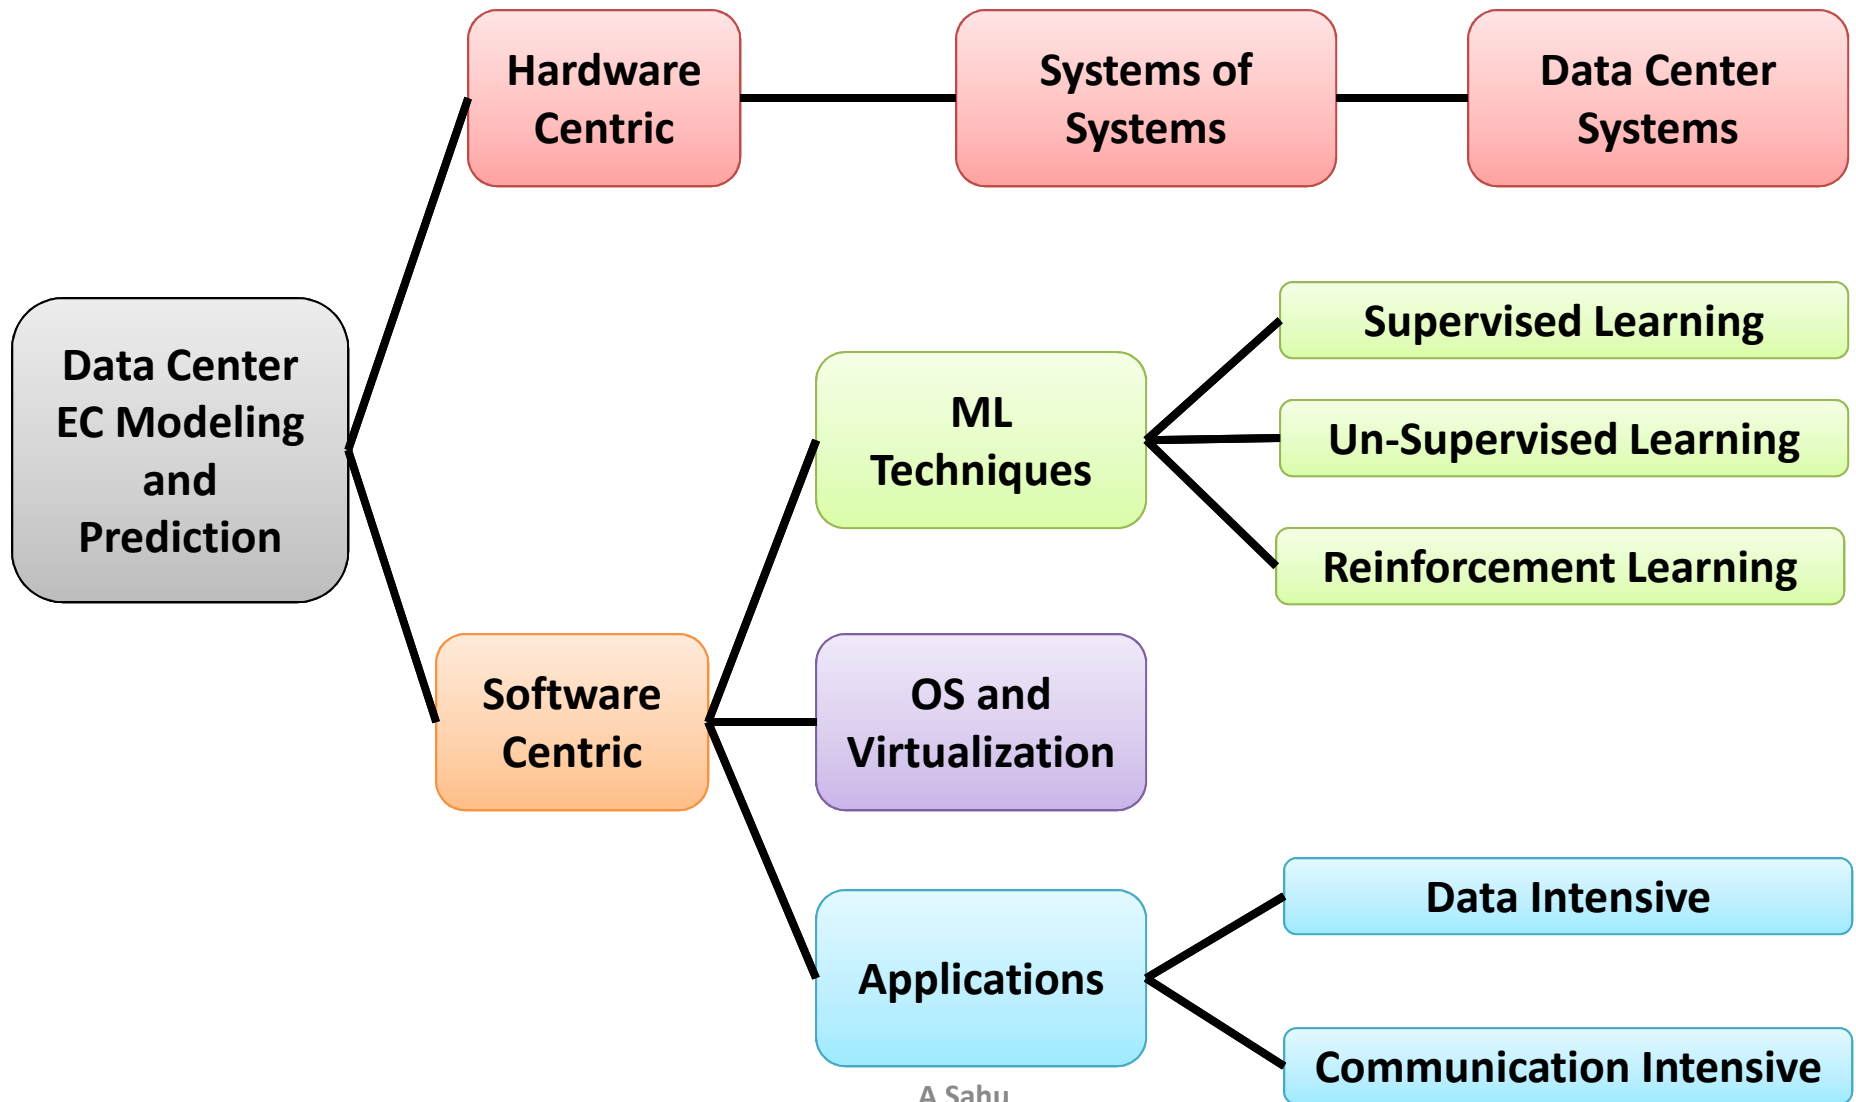 Hardware
Centric
Systems of
Systems
Data Center
Systems
Data Center
EC Modeling
and
Prediction
ML
Techniques
Supervised Learning
Un-Supervised Learning
Reinforcement Learning
Software
Centric
OS and
Virtualization
Applications
Data Intensive
Communication Intensive
A Sahu